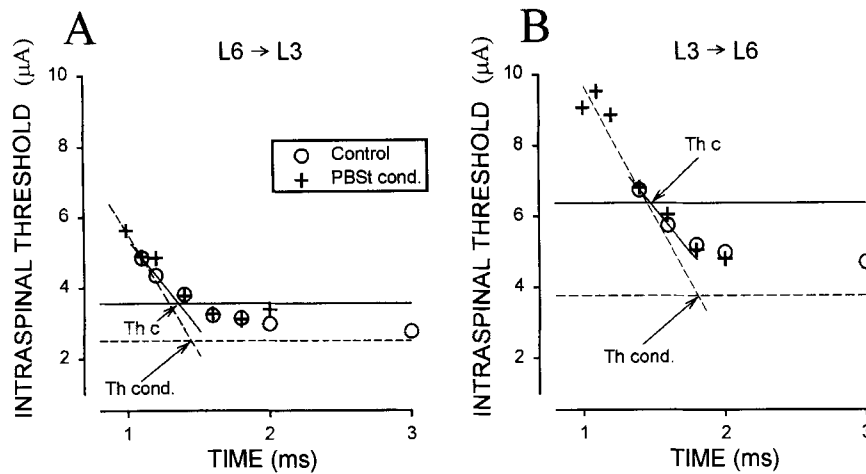 A
L6 → L3
INTRASPINAL THRESHOLD (μA)
10
8
6
4
2
Control
PBSt cond.
Th c
Th cond.
1
2
3
TIME (ms)
B
L3 → L6
INTRASPINAL THRESHOLD (μA)
10
8
6
4
2
Th c
Th cond.
1
2
3
TIME (ms)